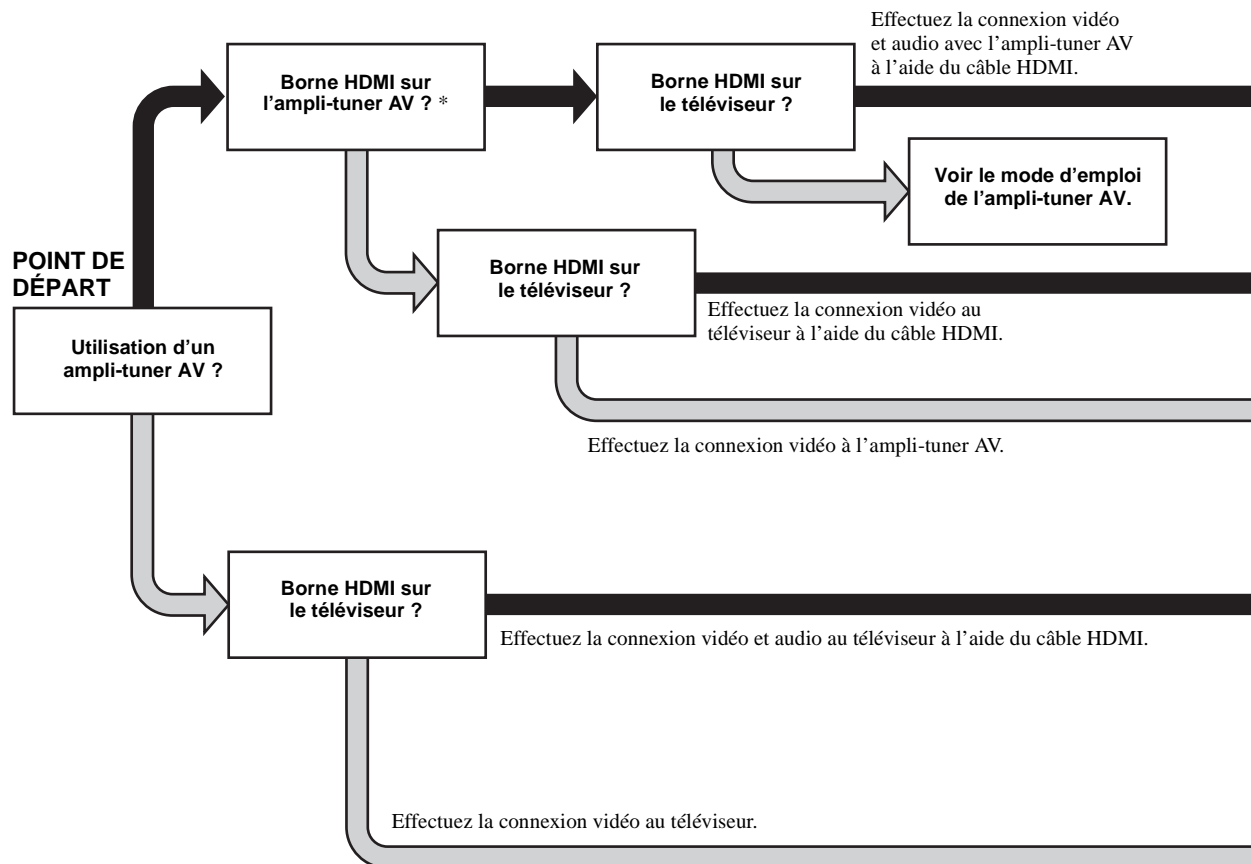 Effectuez la connexion vidéo
et audio avec l’ampli-tuner AV
à l’aide du câble HDMI.
Borne HDMI sur
l’ampli-tuner AV ? *
Borne HDMI sur
le téléviseur ?
Voir le mode d’emploi
de l’ampli-tuner AV.
POINT DE
DÉPART
Borne HDMI sur
le téléviseur ?
Effectuez la connexion vidéo au
téléviseur à l’aide du câble HDMI.
Utilisation d’un
ampli-tuner AV ?
Effectuez la connexion vidéo à l’ampli-tuner AV.
Borne HDMI sur
le téléviseur ?
Effectuez la connexion vidéo et audio au téléviseur à l’aide du câble HDMI.
Effectuez la connexion vidéo au téléviseur.